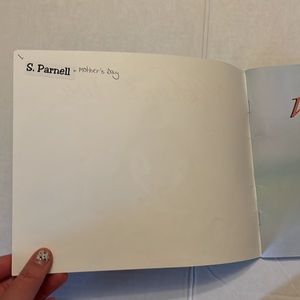 S. Parnell - Mother's Day